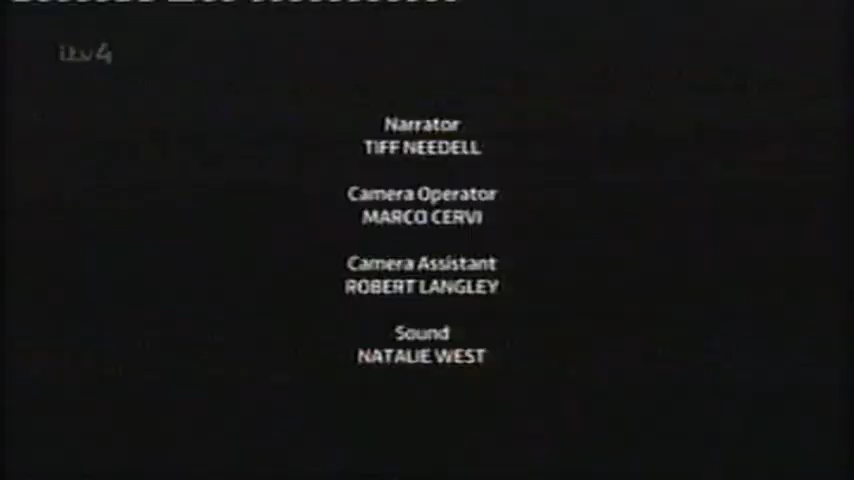 itv4
Narrator
TIFF NEEDELL
Camera Operator
MARCO CERVI
Camera Assistant
ROBERT LANGLEY
Sound
NATALIE WEST